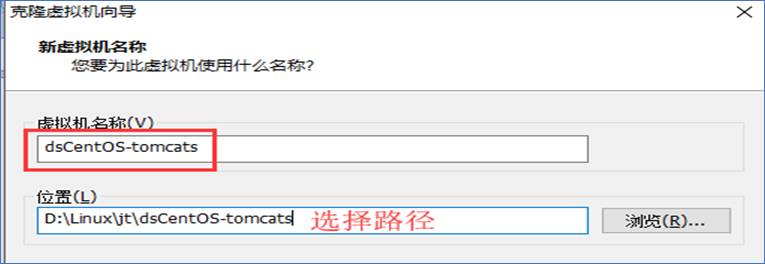 克隆虚拟机向导
新虚拟机名称
您要为此虚拟机使用什么名称?
虚拟机名称(V)
dsCentOS-tomcats
位置(L)
D:\Linux\jt\dsCentOS-tomcats 选择路径 浏览(R)...